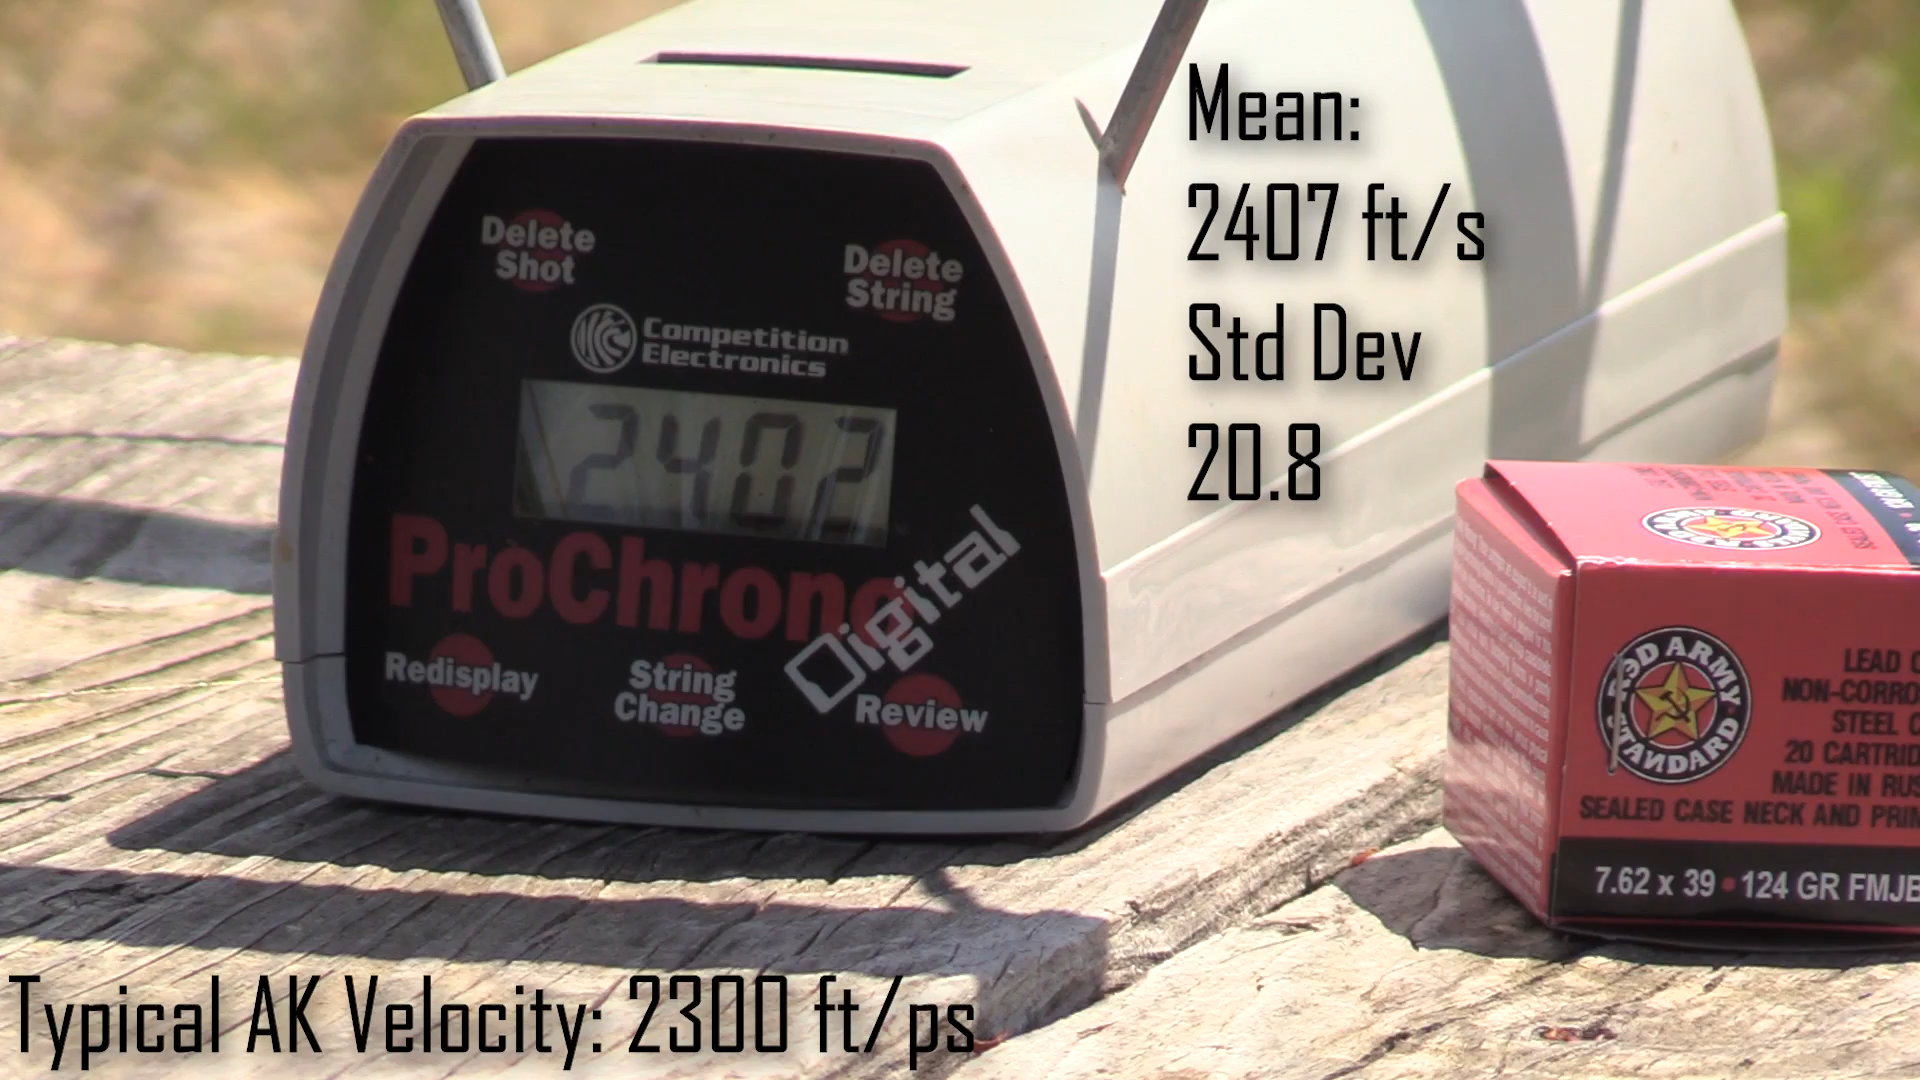 Mean:
2407 ft/s
Std Dev
20.8
Delete
Shot
Delete
String
Competition
Electronics
2402
ProChrono
Digital
Redisplay
String
Change
Review
RED ARMY
STANDARD
LEAD
NON-CORRO
STEEL C
20 CARTRID
MADE IN RUS
SEALED CASE NECK AND PRIM
7.62 x 39 • 124 GR FMJB
Typical AK Velocity: 2300 ft/ps